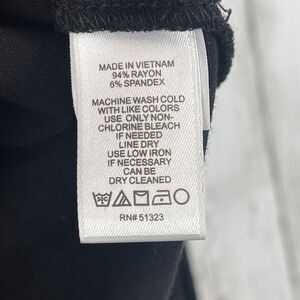 MADE IN VIETNAM
94% RAYON
6% SPANDEX
MACHINE WASH COLD
WITH LIKE COLORS
USE ONLY NON-
CHLORINE BLEACH
IF NEEDED
LINE DRY
USE LOW IRON
IF NECESSARY
CAN BE
DRY CLEANED
RN# 51323